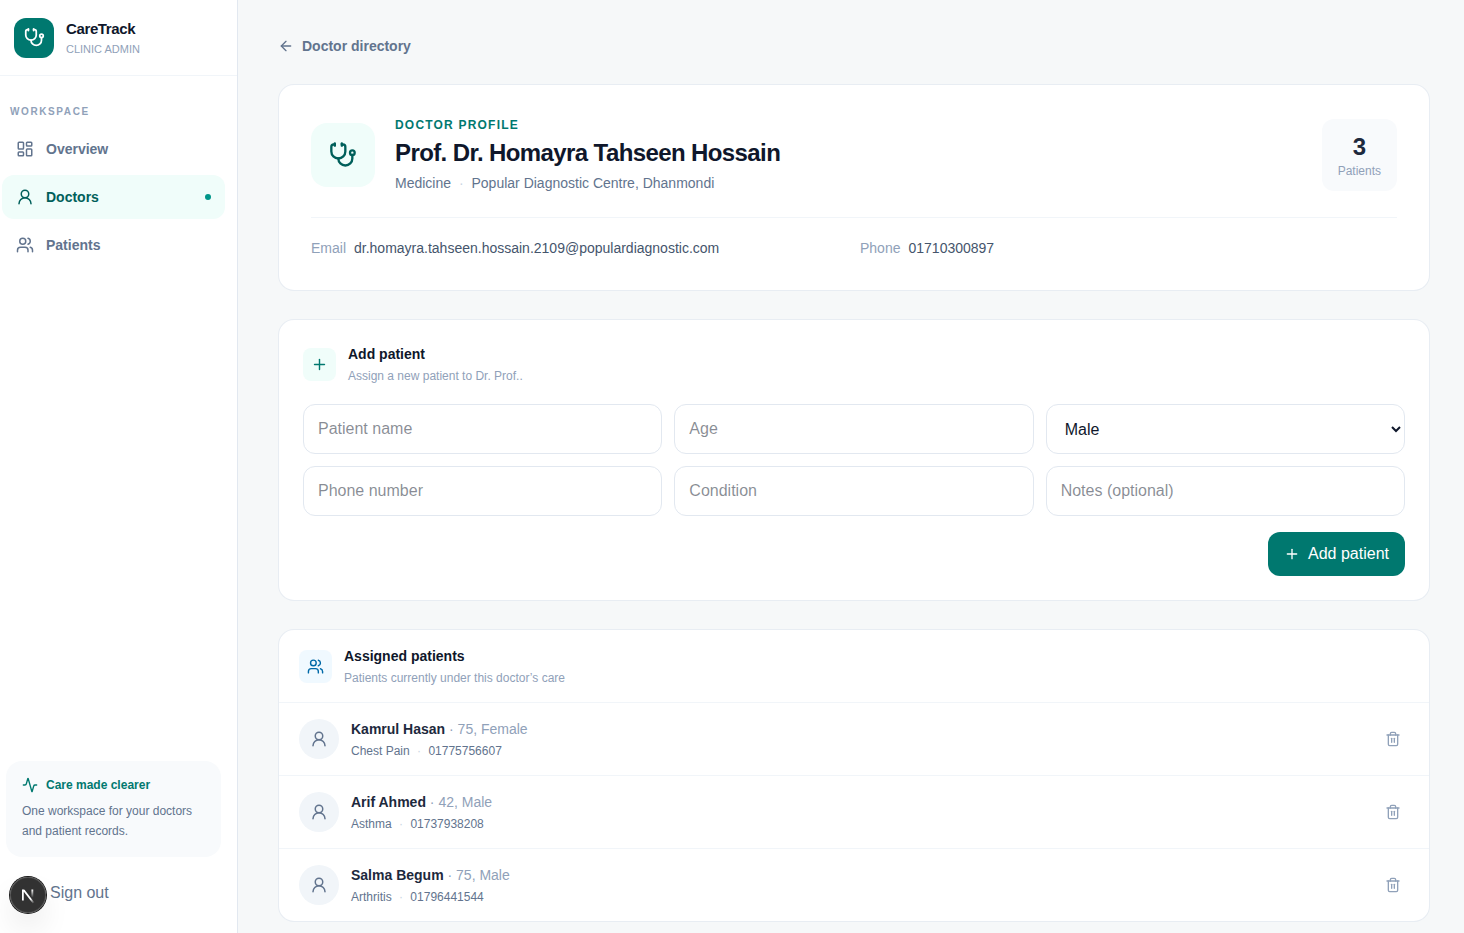 CareTrack
CLINIC ADMIN
WORKSPACE
Overview
Doctors
Patients
Care made clearer
One workspace for your doctors
and patient records.
N
Sign out
Doctor directory
DOCTOR PROFILE
Prof. Dr. Homayra Tahseen Hossain
Medicine · Popular Diagnostic Centre, Dhanmondi
3
Patients
Email dr.homayra.tahseen.hossain.2109@populardiagnostic.com
Phone 01710300897
Add patient
Assign a new patient to Dr. Prof..
Patient name
Age
Male
Phone number
Condition
Notes (optional)
Add patient
Assigned patients
Patients currently under this doctor’s care
Kamrul Hasan · 75, Female
Chest Pain · 01775756607
Arif Ahmed · 42, Male
Asthma · 01737938208
Salma Begum · 75, Male
Arthritis · 01796441544